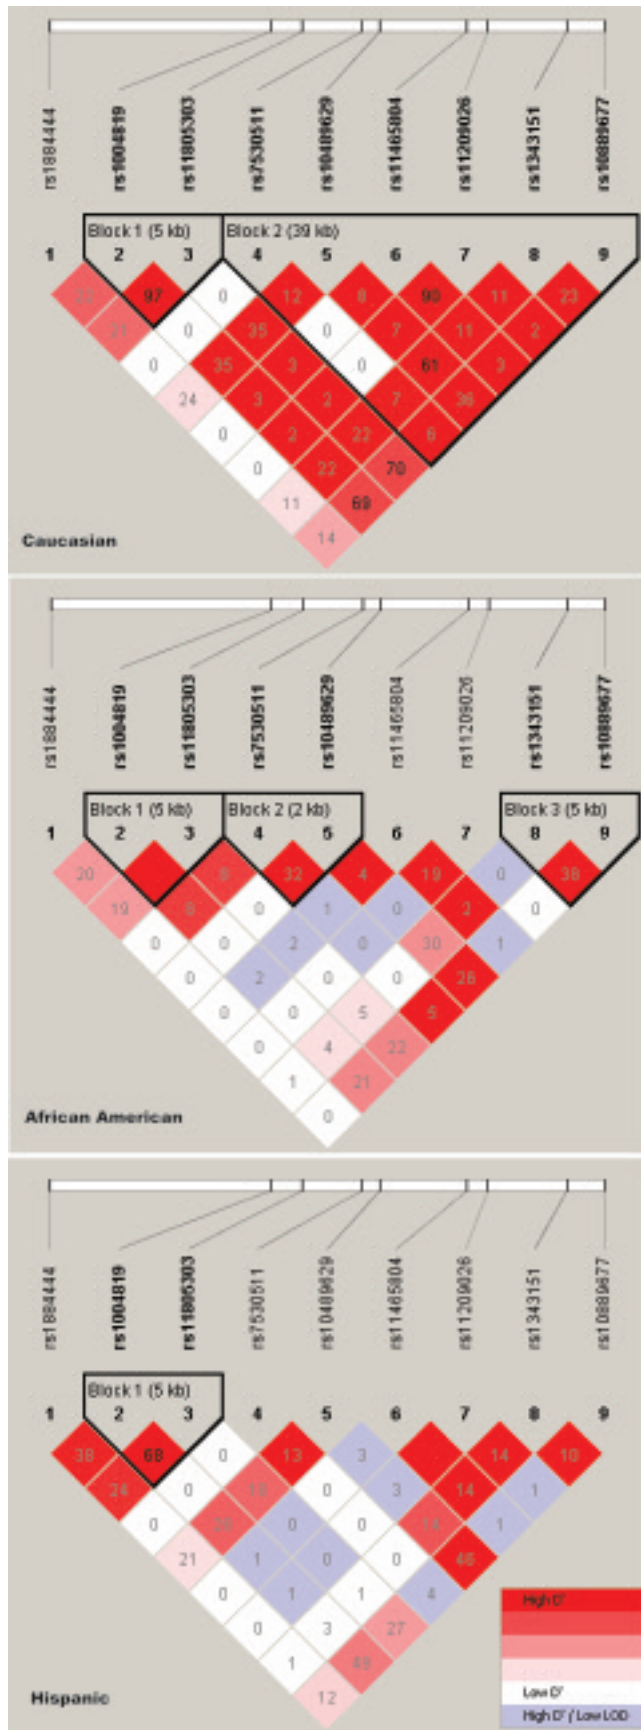 rs1884444
rs1004819
rs11805303
rs7530511
rs10489629
rs11465804
rs11209026
rs1343151
rs10889677
Block 1 (5 kb)
Block 2 (39 kb)
1 2 3 4 5 6 7 8 9
22 97 0 12 8 90 11 23
21 0 35 0 7 11 2
0 35 3 0 61 3
24 3 2 7 36
0 2 22 6
0 22 70
11 69
14
Caucasian
rs1884444
rs1004819
rs11805303
rs7530511
rs10489629
rs11465804
rs11209026
rs1343151
rs10889677
Block 1 (5 kb)
Block 2 (2 kb)
Block 3 (5 kb)
1 2 3 4 5 6 7 8 9
20 8 32 4 19 0 38
19 8 0 1 0 2 0
0 0 2 0 30 1
0 2 0 0 28
0 0 5 5
0 4 22
1 21
0
African American
rs1884444
rs1004819
rs11805303
rs7530511
rs10489629
rs11465804
rs11209026
rs1343151
rs10889677
Block 1 (5 kb)
1 2 3 4 5 6 7 8 9
38 68 0 13 3 14 10
24 0 19 0 3 14 1
0 0 0 14 1
21 1 0 0 46
0 1 1 4
0 3 27
1 49
12
Hispanic
High D'
Low D'
High D' / Low LOD